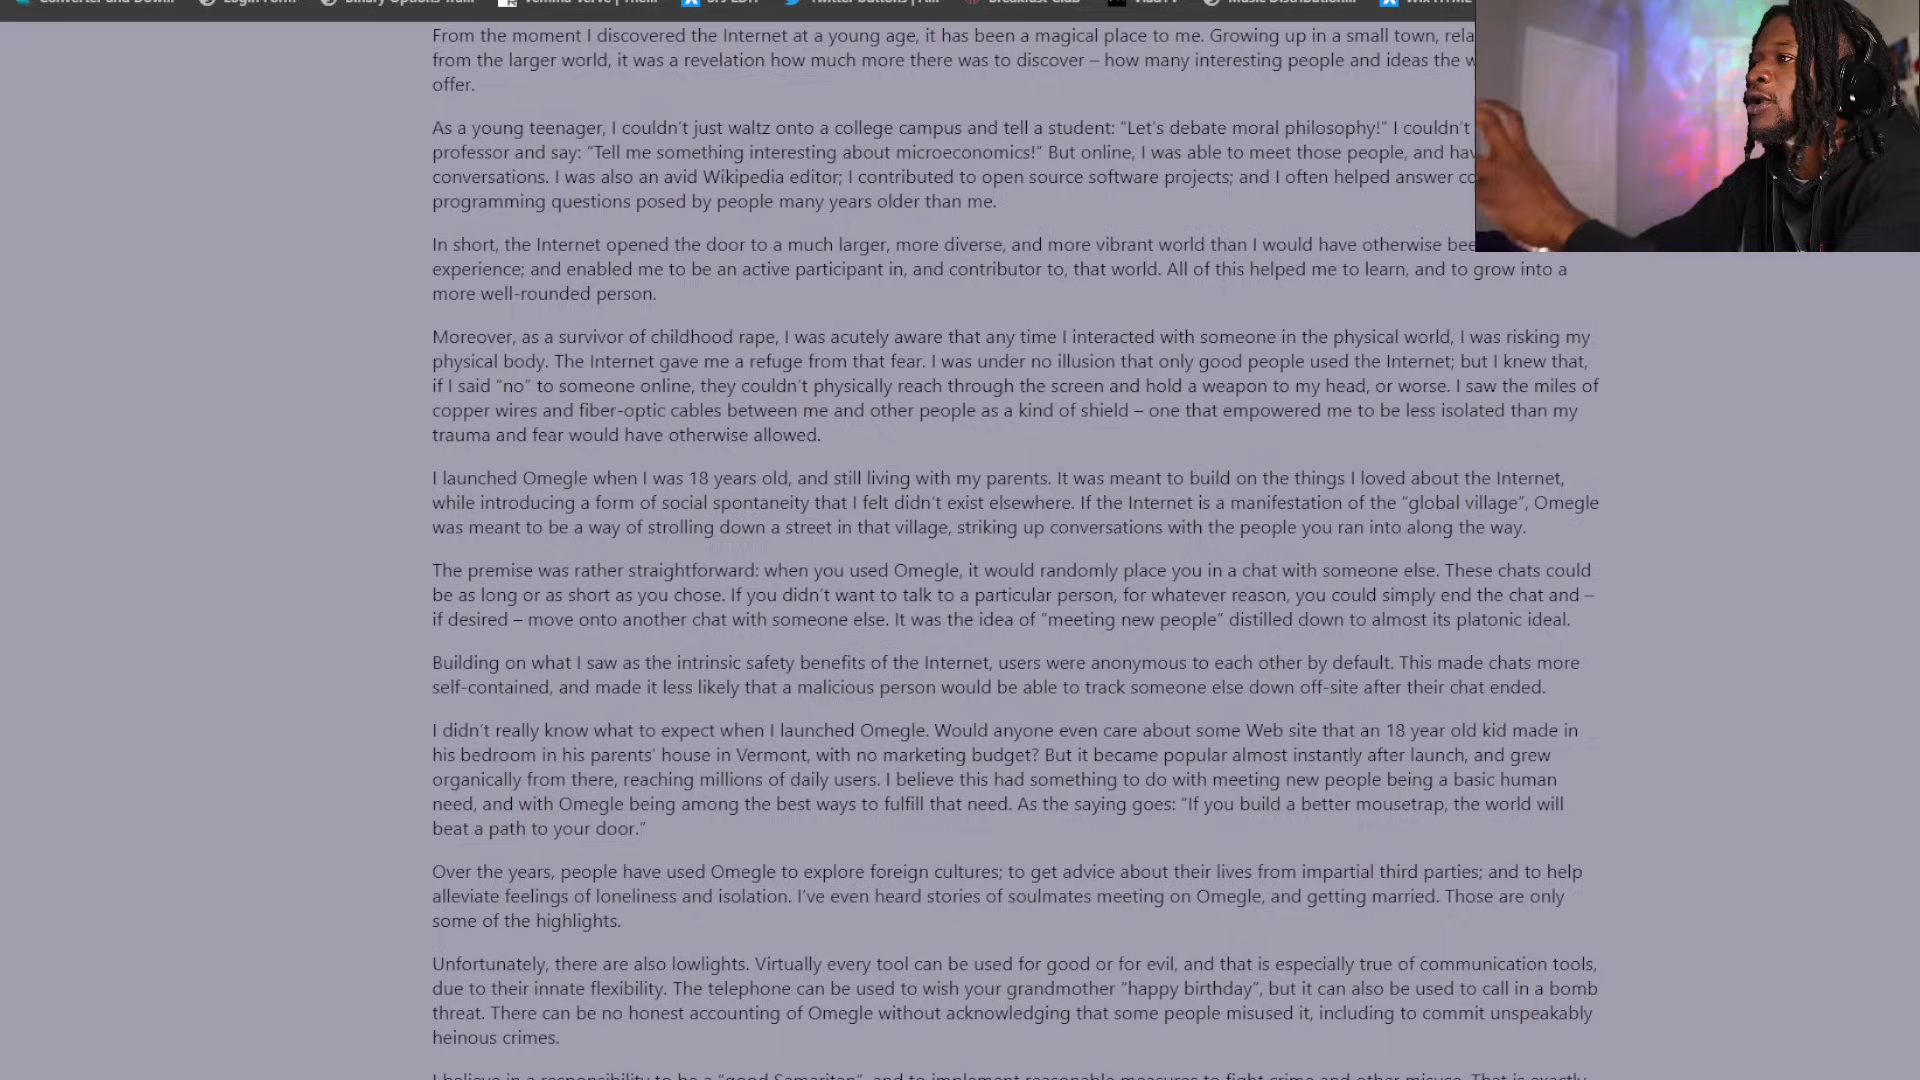 Login Form
Binary Options Trai...
Twitter buttons | A...
Breakfast Club
VladTV
Music Distribution...
Wix HTML
From the moment I discovered the Internet at a young age, it has been a magical place to me. Growing up in a small town,
from the larger world, it was a revelation how much more there was to discover – how many interesting people and ideas the
offer.
As a young teenager, I couldn’t just waltz onto a college campus and tell a student: “Let’s debate moral philosophy!” I couldn’t
professor and say: “Tell me something interesting about microeconomics!” But online, I was able to meet those people, and
conversations. I was also an avid Wikipedia editor; I contributed to open source software projects; and I often helped answer
programming questions posed by people many years older than me.
In short, the Internet opened the door to a much larger, more diverse, and more vibrant world than I would have otherwise
experience; and enabled me to be an active participant in, and contributor to, that world. All of this helped me to learn, and to grow into a
more well-rounded person.
Moreover, as a survivor of childhood rape, I was acutely aware that any time I interacted with someone in the physical world, I was risking my
physical body. The Internet gave me a refuge from that fear. I was under no illusion that only good people used the Internet; but I knew that,
if I said “no” to someone online, they couldn’t physically reach through the screen and hold a weapon to my head, or worse. I saw the miles of
copper wires and fiber-optic cables between me and other people as a kind of shield – one that empowered me to be less isolated than my
trauma and fear would have otherwise allowed.
I launched Omegle when I was 18 years old, and still living with my parents. It was meant to build on the things I loved about the Internet,
while introducing a form of social spontaneity that I felt didn’t exist elsewhere. If the Internet is a manifestation of the “global village”, Omegle
was meant to be a way of strolling down a street in that village, striking up conversations with the people you ran into along the way.
The premise was rather straightforward: when you used Omegle, it would randomly place you in a chat with someone else. These chats could
be as long or as short as you chose. If you didn’t want to talk to a particular person, for whatever reason, you could simply end the chat and –
if desired – move onto another chat with someone else. It was the idea of “meeting new people” distilled down to almost its platonic ideal.
Building on what I saw as the intrinsic safety benefits of the Internet, users were anonymous to each other by default. This made chats more
self-contained, and made it less likely that a malicious person would be able to track someone else down off-site after their chat ended.
I didn’t really know what to expect when I launched Omegle. Would anyone even care about some Web site that an 18 year old kid made in
his bedroom in his parents’ house in Vermont, with no marketing budget? But it became popular almost instantly after launch, and grew
organically from there, reaching millions of daily users. I believe this had something to do with meeting new people being a basic human
need, and with Omegle being among the best ways to fulfill that need. As the saying goes: “If you build a better mousetrap, the world will
beat a path to your door.”
Over the years, people have used Omegle to explore foreign cultures; to get advice about their lives from impartial third parties; and to help
alleviate feelings of loneliness and isolation. I’ve even heard stories of soulmates meeting on Omegle, and getting married. Those are only
some of the highlights.
Unfortunately, there are also lowlights. Virtually every tool can be used for good or for evil, and that is especially true of communication tools,
due to their innate flexibility. The telephone can be used to wish your grandmother “happy birthday”, but it can also be used to call in a bomb
threat. There can be no honest accounting of Omegle without acknowledging that some people misused it, including to commit unspeakably
heinous crimes.
I believe in a responsibility to be a “good Samaritan”, and to implement reasonable measures to fight crime and other misuse. That is exactly